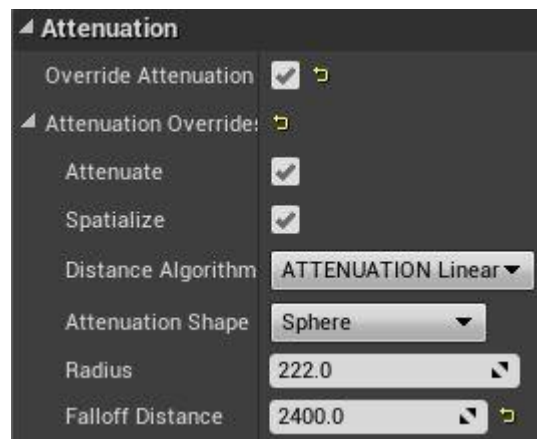 Attenuation
Override Attenuation
Attenuation Override:
Attenuate
Spatialize
Distance Algorithm ATTENUATION Linear
Attenuation Shape Sphere
Radius 222.0
Falloff Distance 2400.0